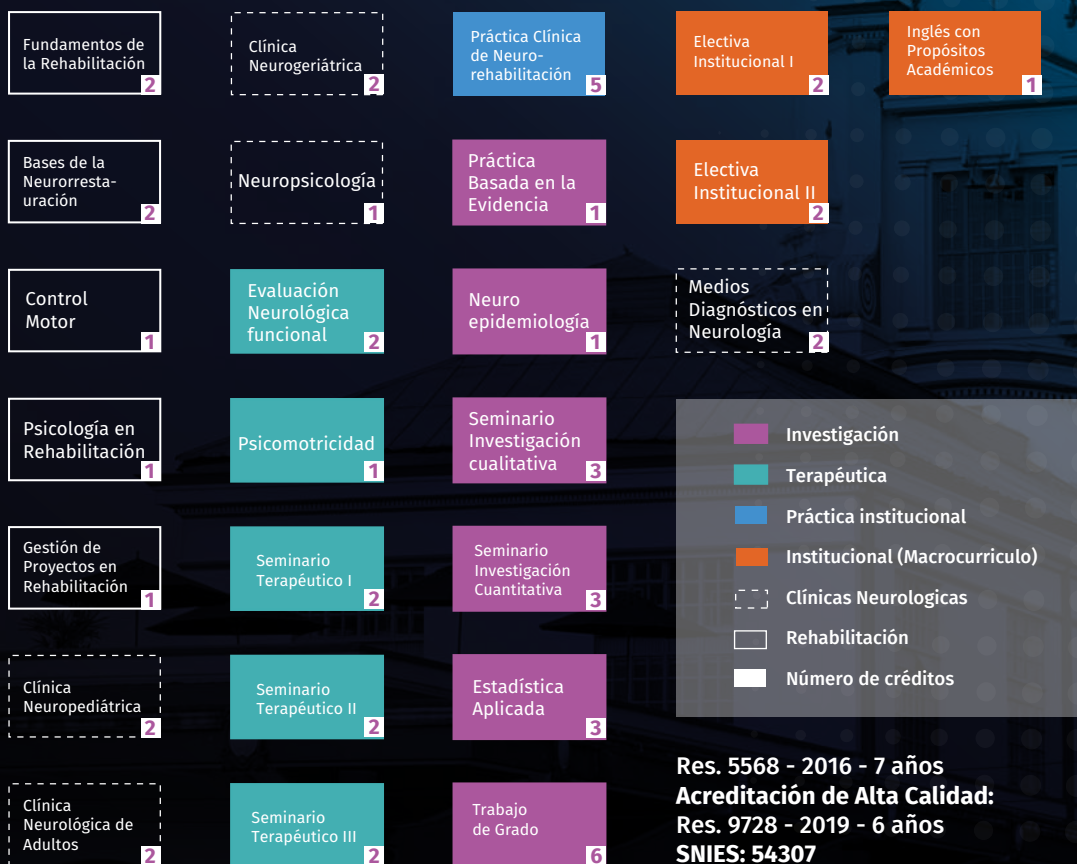 Fundamentos de
la Rehabilitación
2
Bases de la
Neurorresta-
uración
2
Control
Motor
1
Psicología en
Rehabilitación
1
Gestión de
Proyectos en
Rehabilitación
1
Clínica
Neuropediátrica
2
Clínica
Neurológica de
Adultos
2
Clínica
Neurogeriátrica
2
Neuropsicología
1
Evaluación
Neurológica
funcional
2
Psicomotricidad
1
Seminario
Terapéutico I
2
Seminario
Terapéutico II
2
Seminario
Terapéutico III
2
Práctica Clínica
de Neuro-
rehabilitación
5
Práctica
Basada en la
Evidencia
1
Neuro
epidemiología
1
Seminario
Investigación
cualitativa
3
Seminario
Investigación
Cuantitativa
3
Estadística
Aplicada
3
Trabajo
de Grado
6
Electiva
Institucional I
2
Electiva
Institucional II
2
Medios
Diagnósticos en
Neurología
2
Inglés con
Propósitos
Académicos
1
Investigación
Terapéutica
Práctica institucional
Institucional (Macrocurriculo)
Clínicas Neurologicas
Rehabilitación
Número de créditos
Res. 5568 - 2016 - 7 años
Acreditación de Alta Calidad:
Res. 9728 - 2019 - 6 años
SNIES: 54307